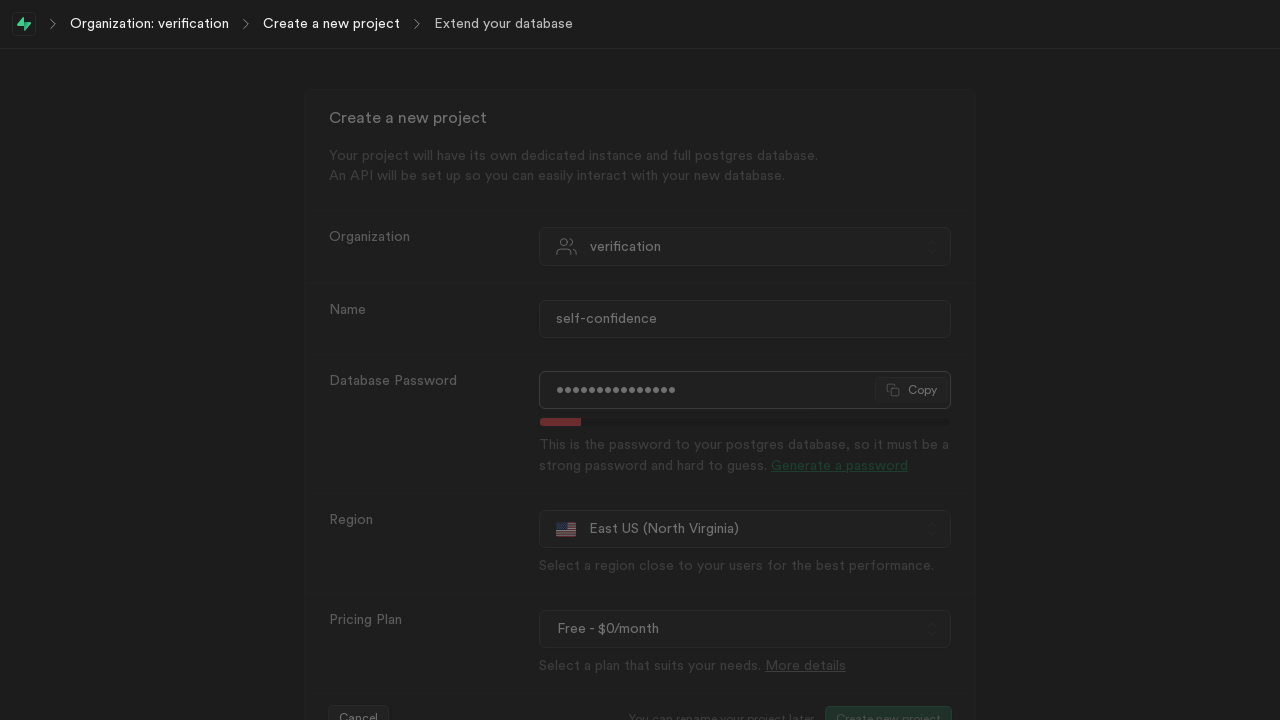 Organization: verification
Create a new project
Extend your database
Create a new project
Your project will have its own dedicated instance and full postgres database.
An API will be set up so you can easily interact with your new database.
Organization
verification
Name
self-confidence
Database Password
•••••••••••••••
Copy
This is the password to your postgres database, so it must be a
strong password and hard to guess. Generate a password
Region
East US (North Virginia)
Select a region close to your users for the best performance.
Pricing Plan
Free - $0/month
Select a plan that suits your needs. More details
Cancel
You can rename your project later
Create new project